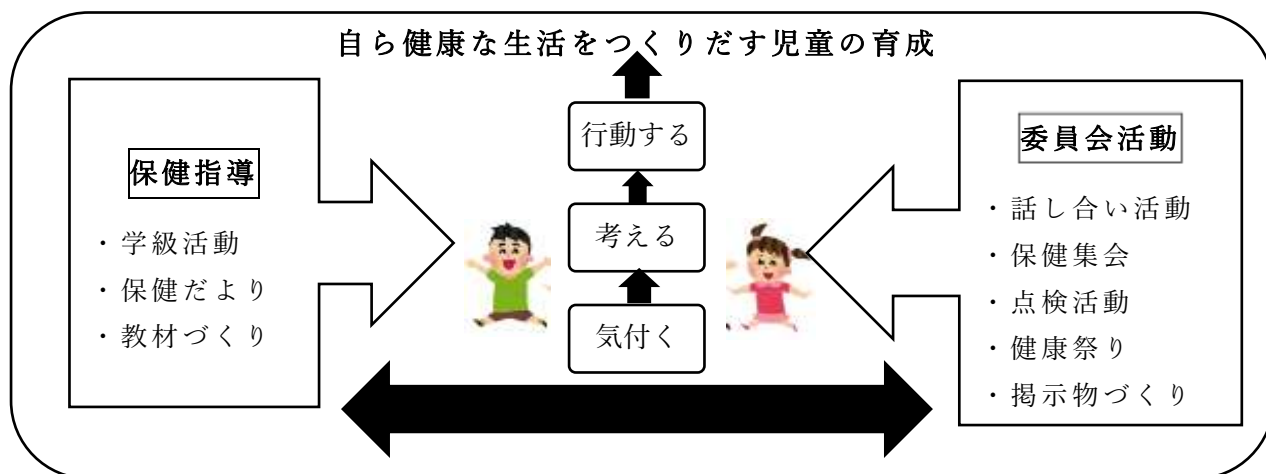 自ら健康な生活をつくりだす児童の育成
保健指導
・学級活動
・保健だより
・教材づくり
行動する
考える
気付く
委員会活動
・話し合い活動
・保健集会
・点検活動
・健康祭り
・掲示物づくり